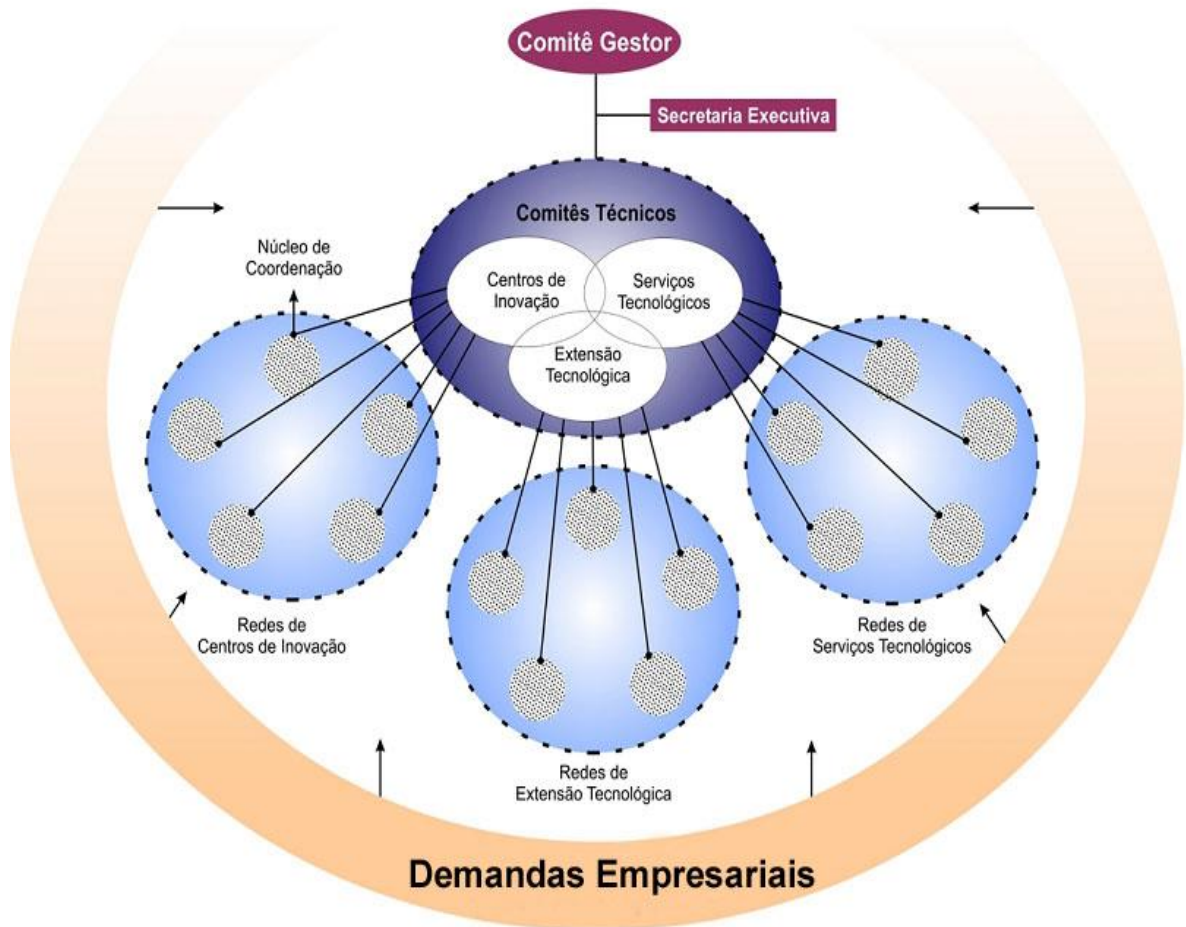 Comitê Gestor
Secretaria Executiva
Comitês Técnicos
Núcleo de
Coordenação
Centros de
Inovação
Serviços
Tecnológicos
Extensão
Tecnológica
Redes de
Centros de Inovação
Redes de
Serviços Tecnológicos
Redes de
Extensão Tecnológica
Demandas Empresariais